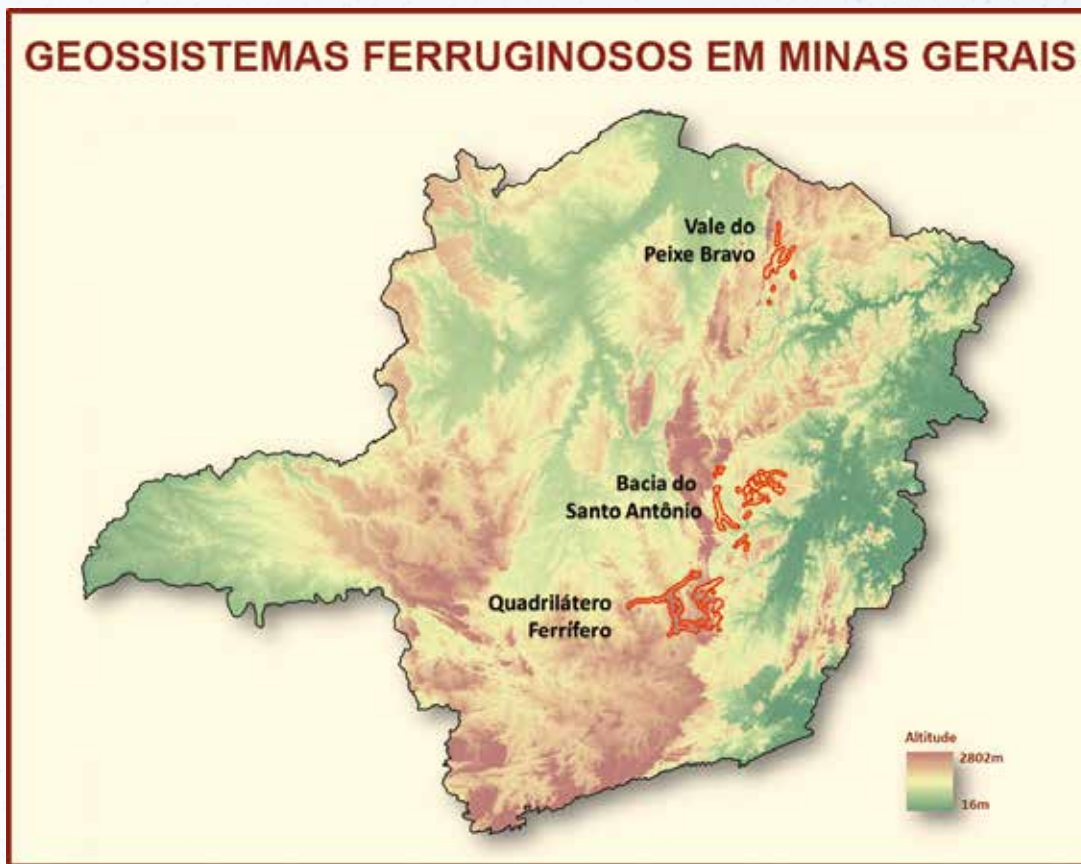 GEOSSISTEMAS FERRUGINOSOS EM MINAS GERAIS
Vale do
Peixe Bravo
Bacia do
Santo Antônio
Quadrilátero
Ferrífero
Altitude
2802m
16m